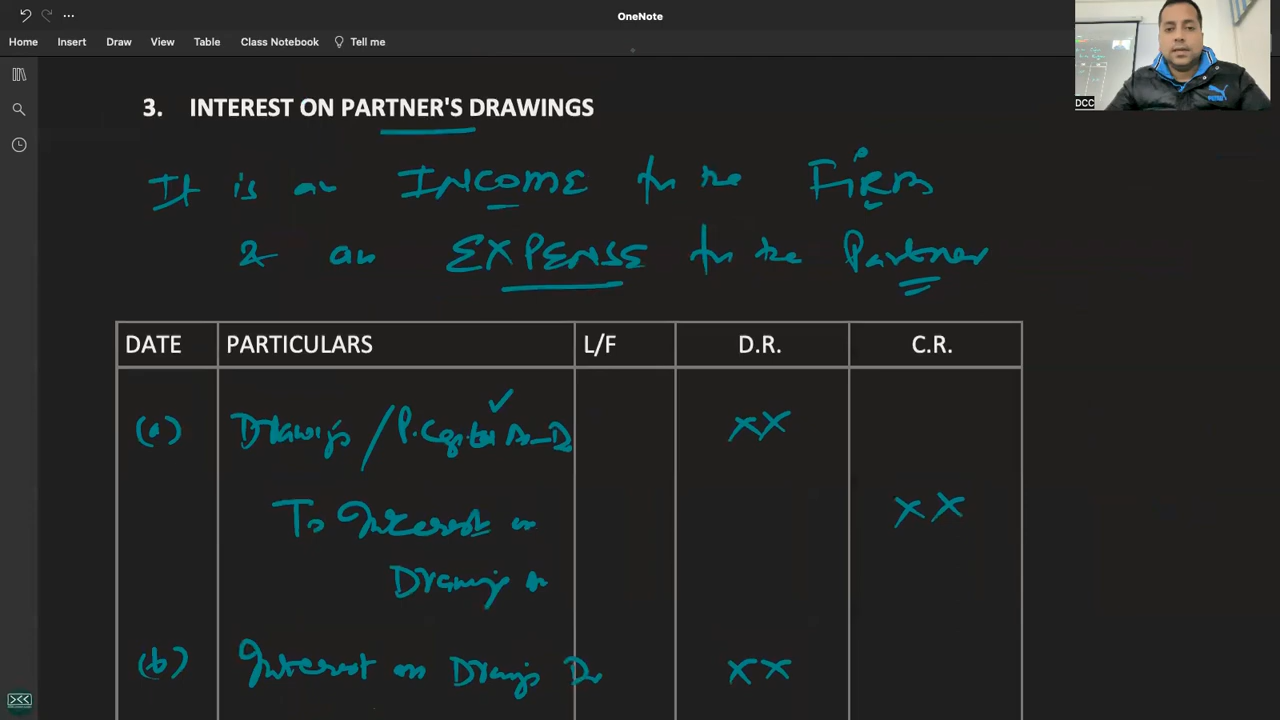 OneNote
Home Insert Draw View Table Class Notebook Tell me
DCC
3. INTEREST ON PARTNER'S DRAWINGS
It is an INCOME for the FiRM
& an EXPENSE for the Partner
DATE PARTICULARS L/F D.R. C.R.
(a) Drawings / P. Capital A/c Dr XX
To Interest on XX
Drawings A/c
(b) Interest on Drawings Dr XX